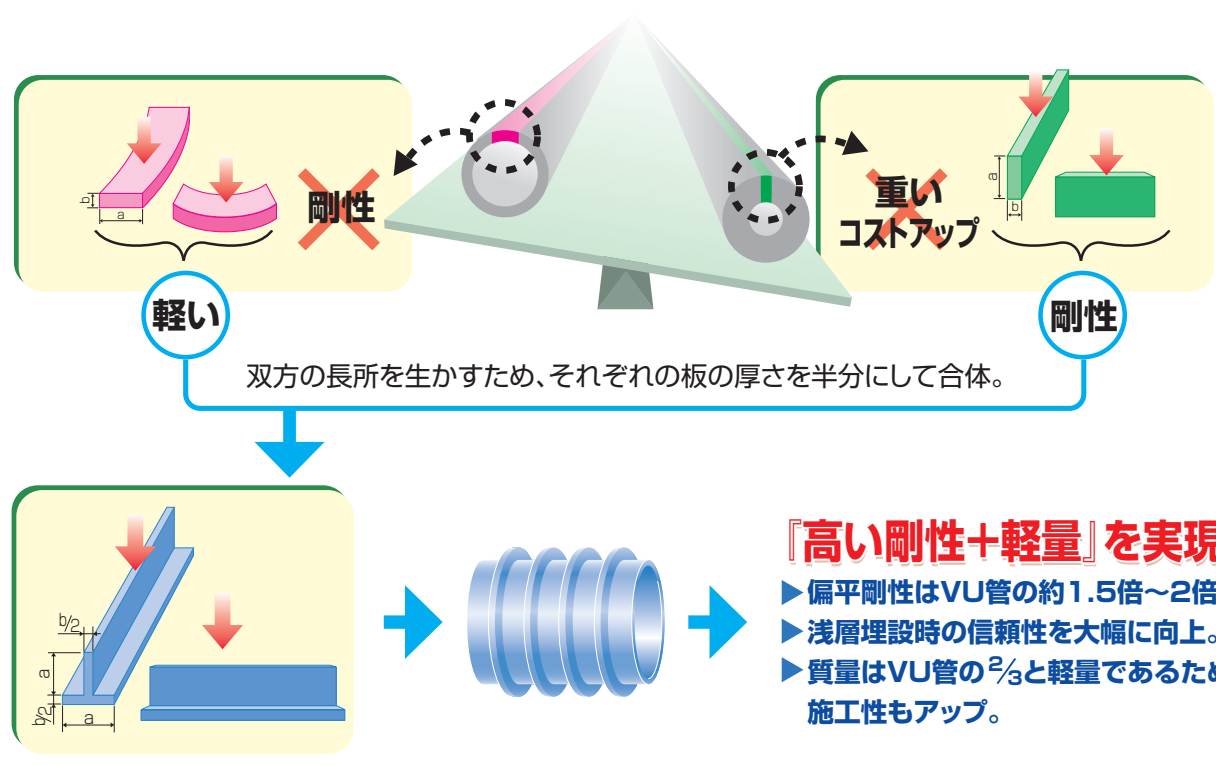 b
a
剛性
軽い
重い
コストアップ
a
b
剛性
双方の長所を生かすため、それぞれの板の厚さを半分にして合体。
b/2
a
b/2
a
『高い剛性＋軽量』を実現
▶偏平剛性はVU管の約1.5倍〜2倍
▶浅層埋設時の信頼性を大幅に向上。
▶質量はVU管の2/3と軽量であるため
施工性もアップ。